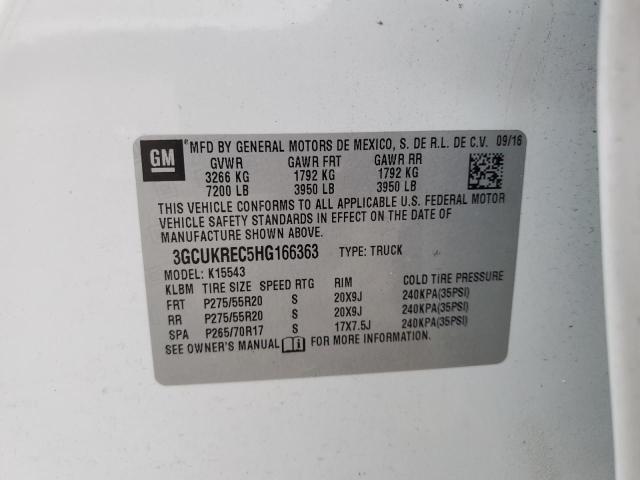 GM
*MFD BY GENERAL MOTORS DE MEXICO, S. DE R.L. DE C.V. 09/16
GVWR GAWR FRT GAWR RR
3266 KG 1792 KG 1792 KG
7200 LB 3950 LB 3950 LB
THIS VEHICLE CONFORMS TO ALL APPLICABLE U.S. FEDERAL MOTOR
VEHICLE SAFETY STANDARDS IN EFFECT ON THE DATE OF
MANUFACTURE SHOWN ABOVE.
3GCUKREC5HG166363 TYPE: TRUCK
MODEL: K15543
KLBM TIRE SIZE SPEED RTG RIM COLD TIRE PRESSURE
FRT P275/55R20 S 20X9J 240KPA(35PSI)
RR P275/55R20 S 20X9J 240KPA(35PSI)
SPA P265/70R17 S 17X7.5J 240KPA(35PSI)
SEE OWNER'S MANUAL FOR MORE INFORMATION.